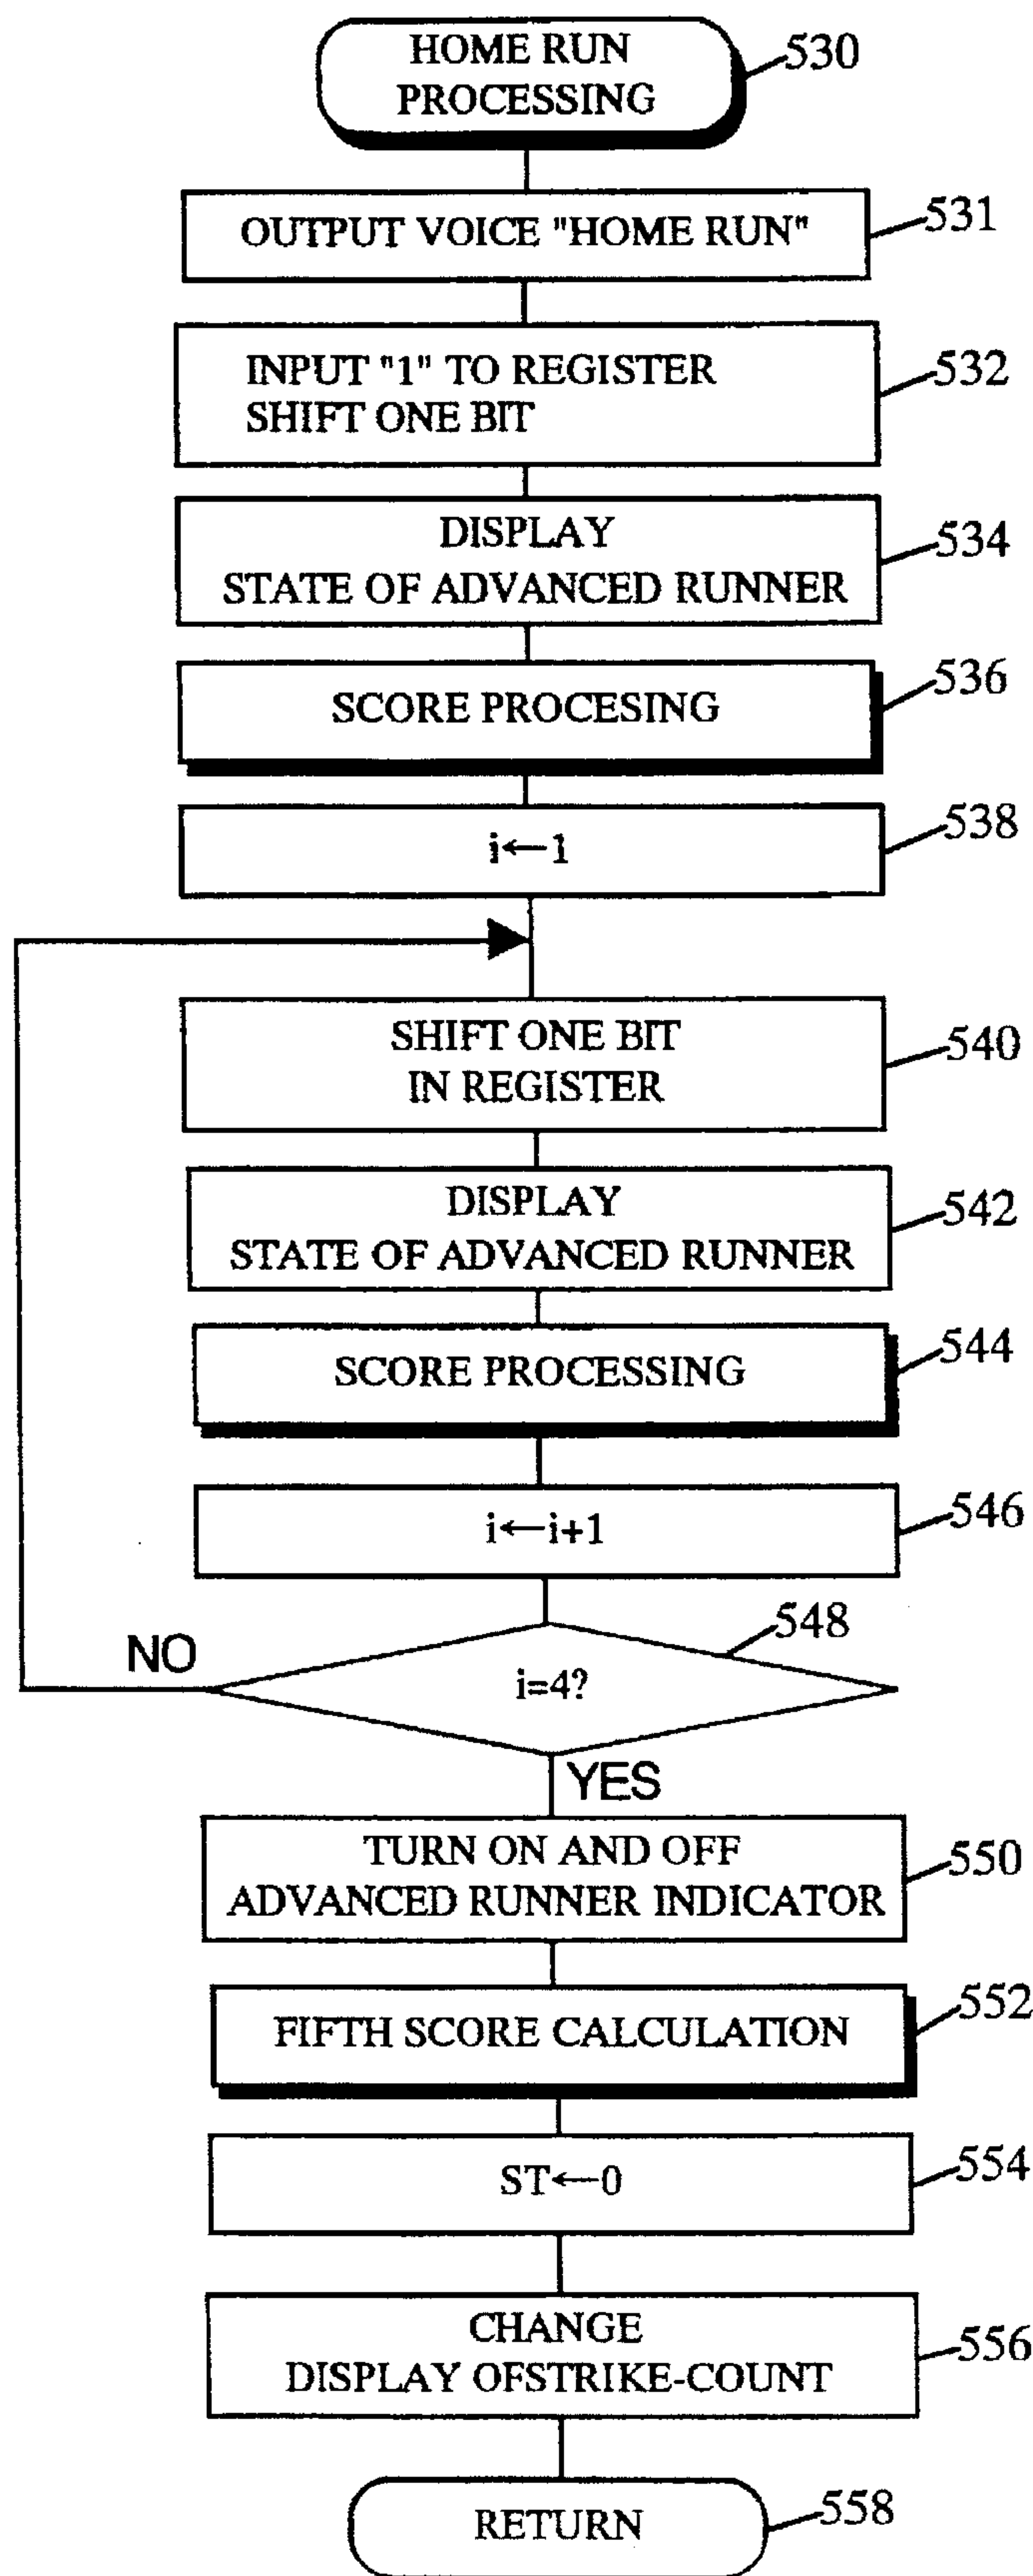 HOME RUN
PROCESSING
530
OUTPUT VOICE "HOME RUN"
531
INPUT "1" TO REGISTER
SHIFT ONE BIT
532
DISPLAY
STATE OF ADVANCED RUNNER
534
SCORE PROCESING
536
i←1
538
SHIFT ONE BIT
IN REGISTER
540
DISPLAY
STATE OF ADVANCED RUNNER
542
SCORE PROCESSING
544
i←i+1
546
NO
548
i=4?
YES
TURN ON AND OFF
ADVANCED RUNNER INDICATOR
550
FIFTH SCORE CALCULATION
552
ST←0
554
CHANGE
DISPLAY OFSTRIKE-COUNT
556
RETURN
558